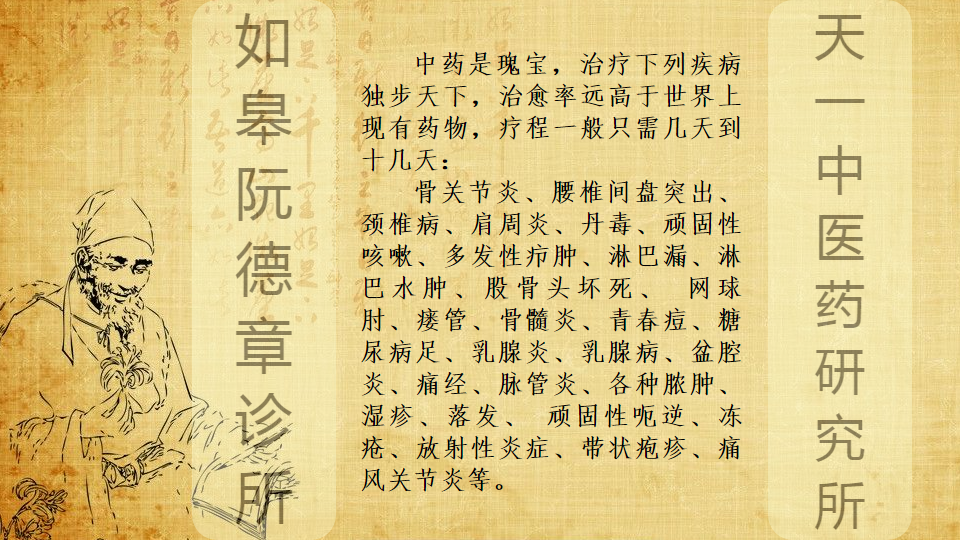 如皋阮德章诊所
中药是瑰宝，治疗下列疾病
独步天下，治愈率远高于世界上
现有药物，疗程一般只需几天到
十几天：
骨关节炎、腰椎间盘突出、
颈椎病、肩周炎、丹毒、顽固性
咳嗽、多发性疖肿、淋巴漏、淋
巴水肿、股骨头坏死、 网球
肘、瘘管、骨髓炎、青春痘、糖
尿病足、乳腺炎、乳腺病、盆腔
炎、痛经、脉管炎、各种脓肿、
湿疹、落发、 顽固性呃逆、冻
疮、放射性炎症、带状疱疹、痛
风关节炎等。
天一中医药研究所